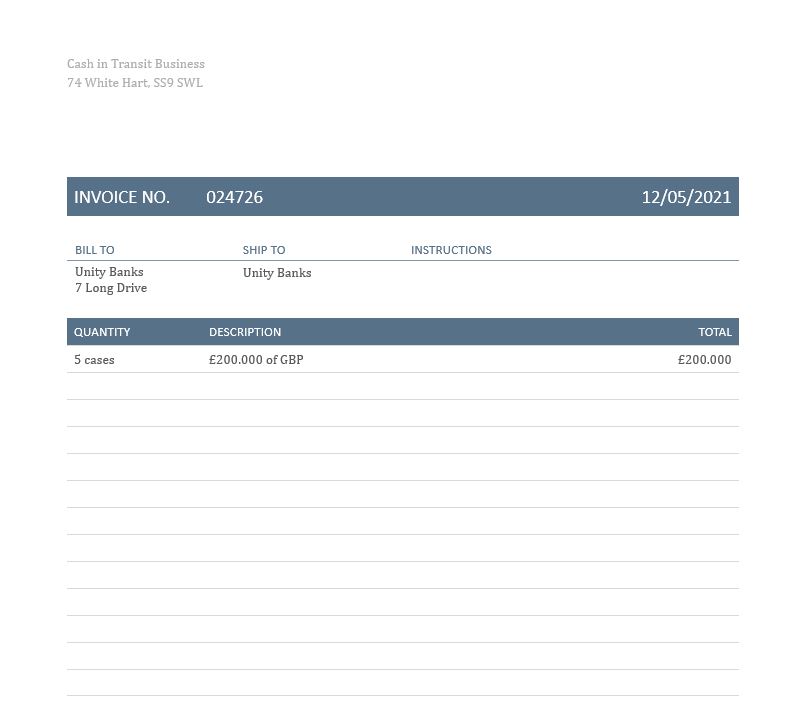 Cash in Transit Business
74 White Hart, SS9 SWL
INVOICE NO. 024726 12/05/2021
BILL TO SHIP TO INSTRUCTIONS
Unity Banks Unity Banks
7 Long Drive
QUANTITY DESCRIPTION TOTAL
5 cases £200.000 of GBP £200.000